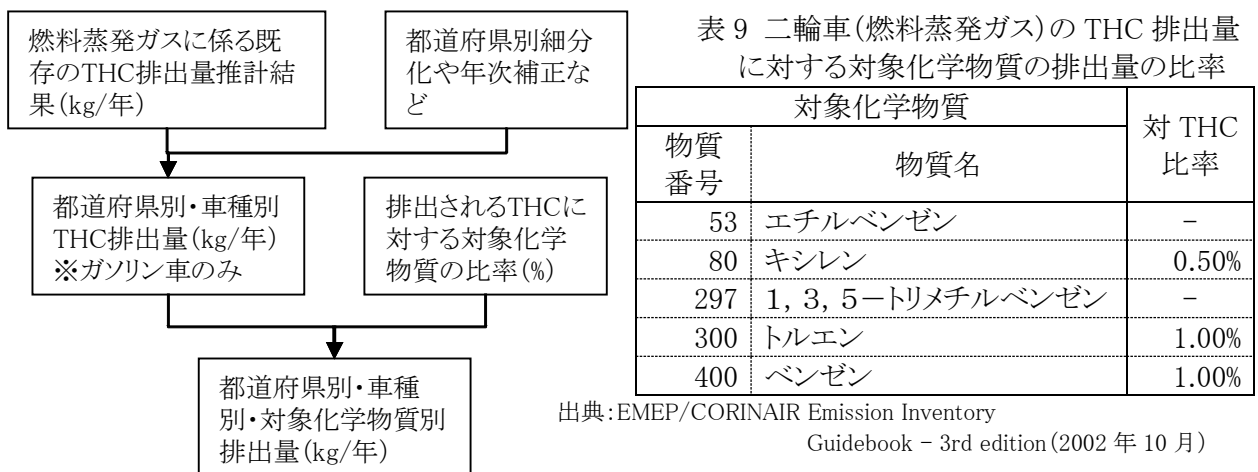 燃料蒸発ガスに係る既
存のTHC排出量推計結
果(kg/年)
都道府県別細分
化や年次補正な
ど
都道府県別・車種別
THC排出量(kg/年)
※ガソリン車のみ
排出されるTHCに
対する対象化学
物質の比率(%)
都道府県別・車種
別・対象化学物質別
排出量(kg/年)
表 9 二輪車(燃料蒸発ガス)の THC 排出量
に対する対象化学物質の排出量の比率
対象化学物質
対 THC
比率
物質
番号
物質名
53 エチルベンゼン -
80 キシレン 0.50%
297 1,3,5-トリメチルベンゼン -
300 トルエン 1.00%
400 ベンゼン 1.00%
出典:EMEP/CORINAIR Emission Inventory
Guidebook - 3rd edition(2002 年 10 月)